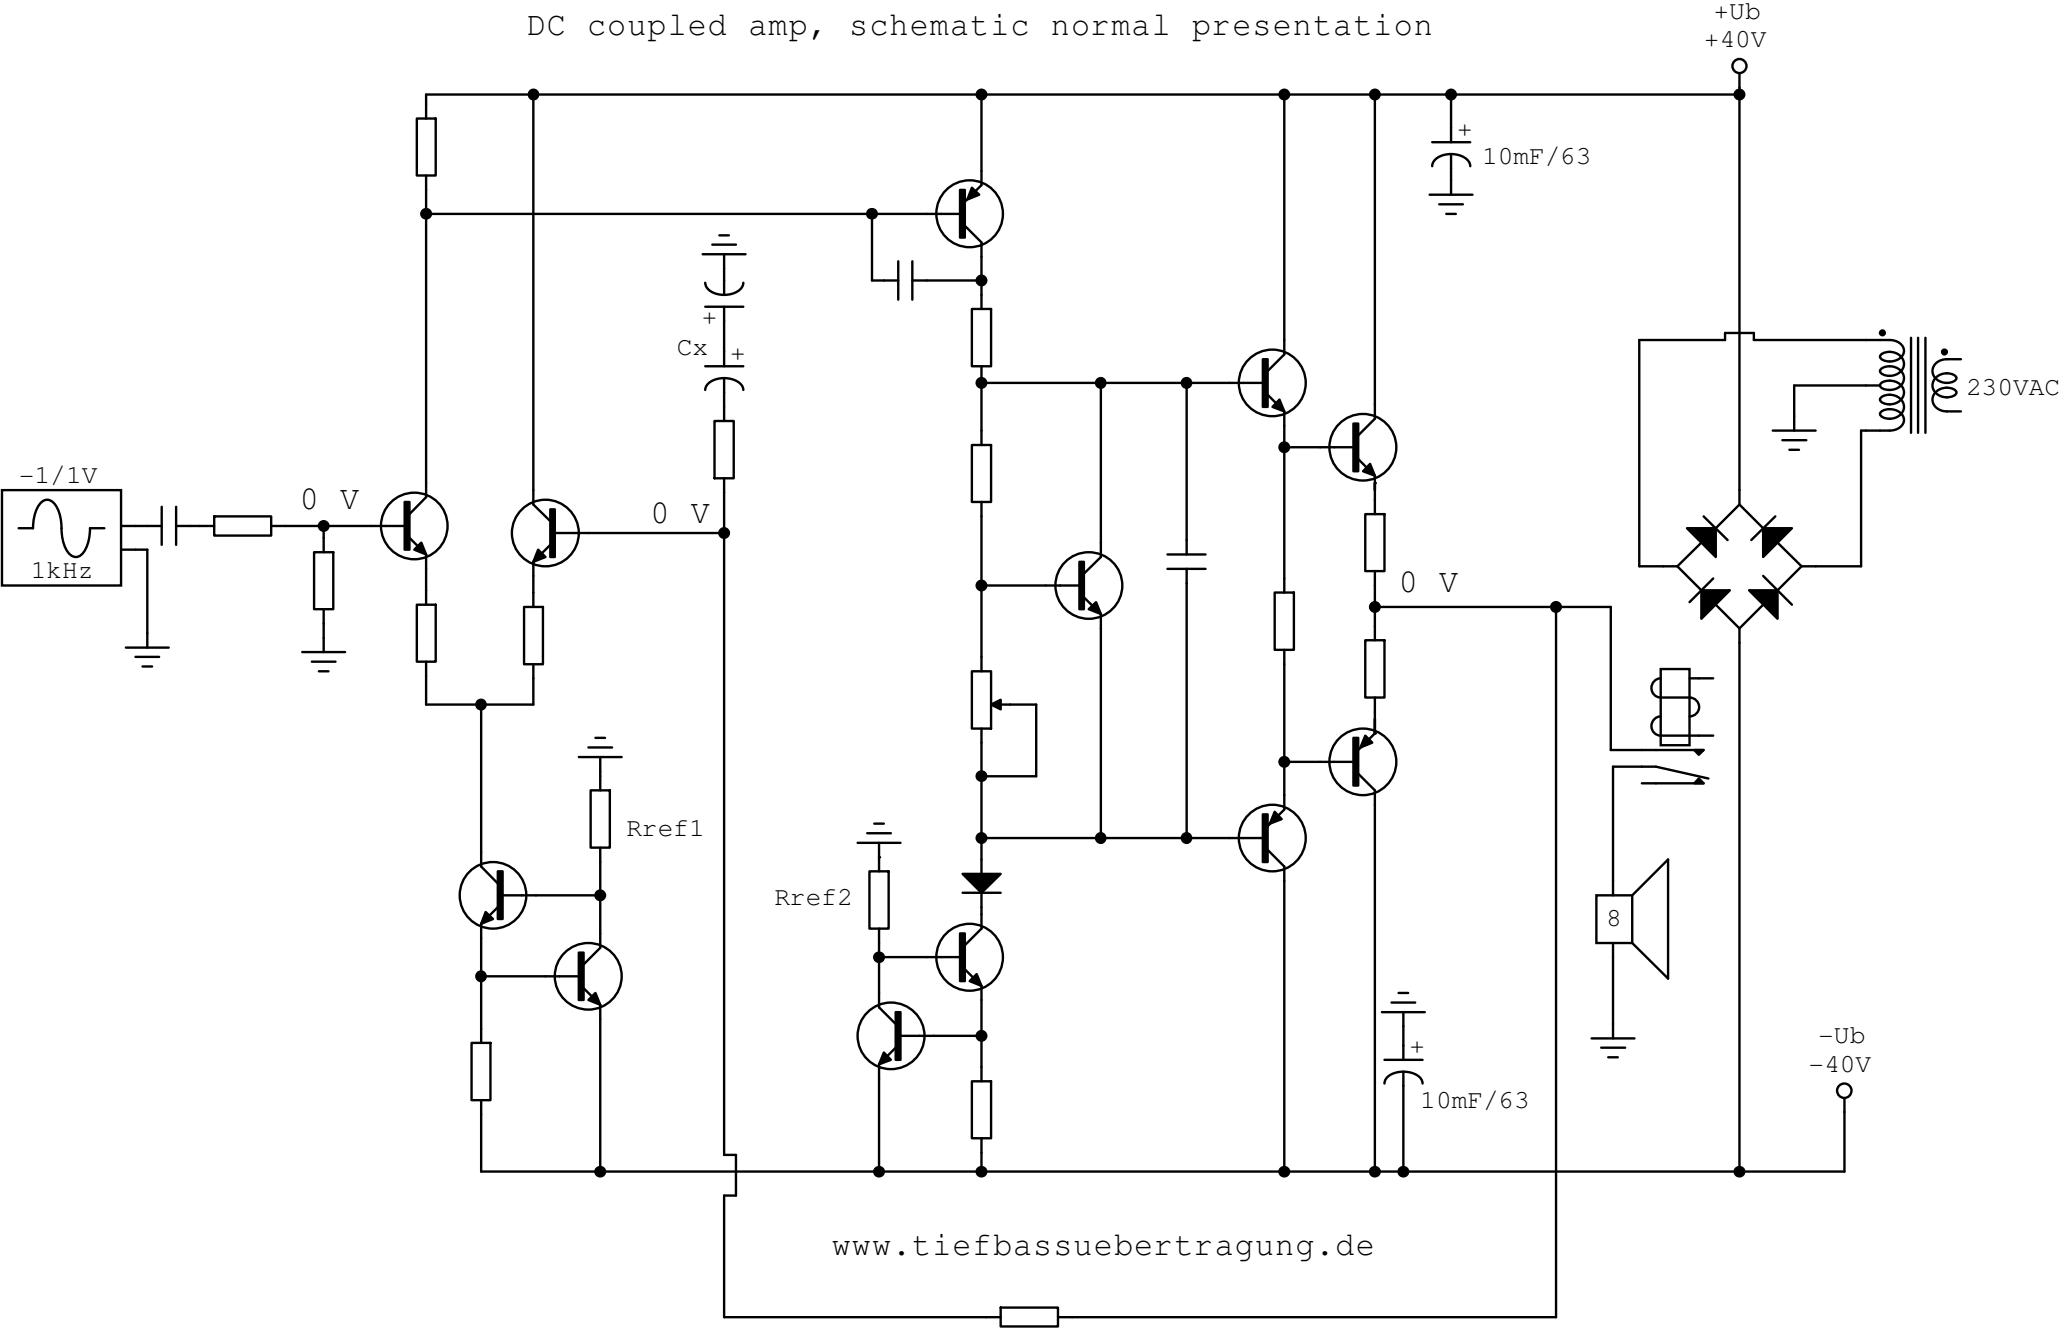 DC coupled amp, schematic normal presentation
+Ub
+40V
+
10mF/63
+
Cx
+
230VAC
-1/1V
0 V
0 V
1kHz
0 V
Rref1
Rref2
8
-Ub
-40V
+
10mF/63
www.tiefbassuebertragung.de